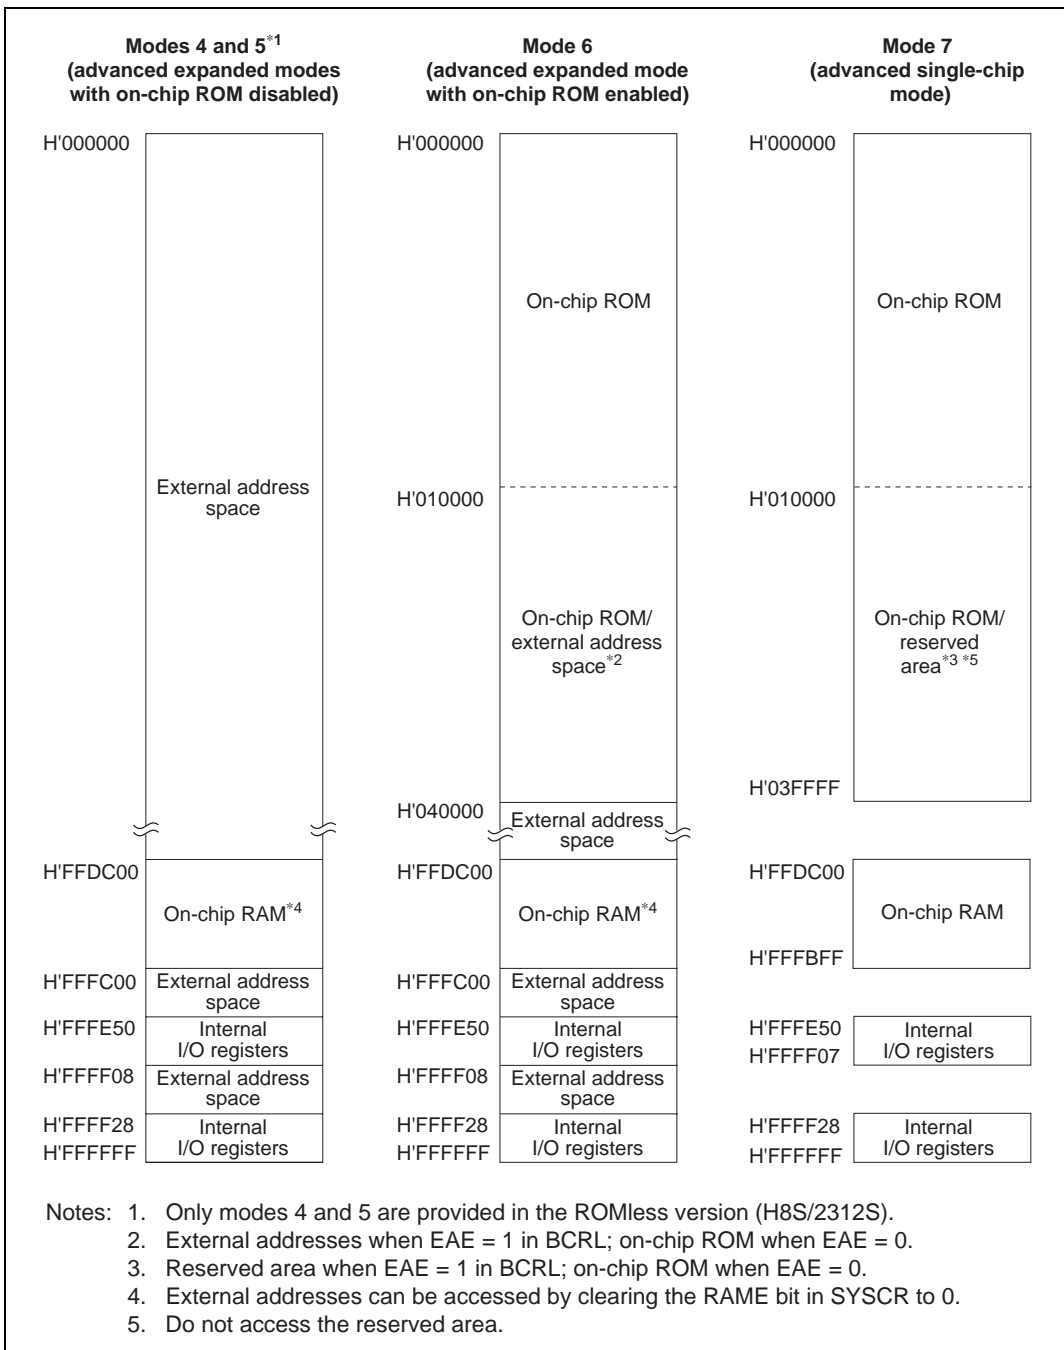 Modes 4 and 5*1
(advanced expanded modes
with on-chip ROM disabled)
H'000000
External address
space
H'FFDC00
On-chip RAM*4
H'FFFC00
External address
space
H'FFFE50
Internal
I/O registers
H'FFFF08
External address
space
H'FFFF28
Internal
I/O registers
H'FFFFFF
Mode 6
(advanced expanded mode
with on-chip ROM enabled)
H'000000
On-chip ROM
H'010000
On-chip ROM/
external address
space*2
H'040000
External address
space
H'FFDC00
On-chip RAM*4
H'FFFC00
External address
space
H'FFFE50
Internal
I/O registers
H'FFFF08
External address
space
H'FFFF28
Internal
I/O registers
H'FFFFFF
Mode 7
(advanced single-chip
mode)
H'000000
On-chip ROM
H'010000
On-chip ROM/
reserved
area*3 *5
H'03FFFF
H'FFDC00
On-chip RAM
H'FFFBFF
H'FFFE50
Internal
I/O registers
H'FFFF07
H'FFFF28
Internal
I/O registers
H'FFFFFF
Notes: 1. Only modes 4 and 5 are provided in the ROMless version (H8S/2312S).
2. External addresses when EAE = 1 in BCRL; on-chip ROM when EAE = 0.
3. Reserved area when EAE = 1 in BCRL; on-chip ROM when EAE = 0.
4. External addresses can be accessed by clearing the RAME bit in SYSCR to 0.
5. Do not access the reserved area.